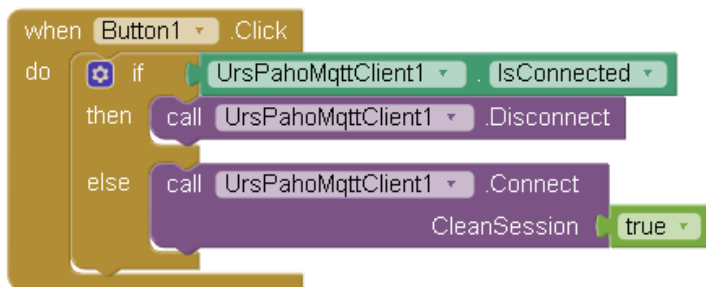 when Button1 .Click
do if UrsPahoMqttClient1 . IsConnected
then call UrsPahoMqttClient1 .Disconnect
else call UrsPahoMqttClient1 .Connect
CleanSession true